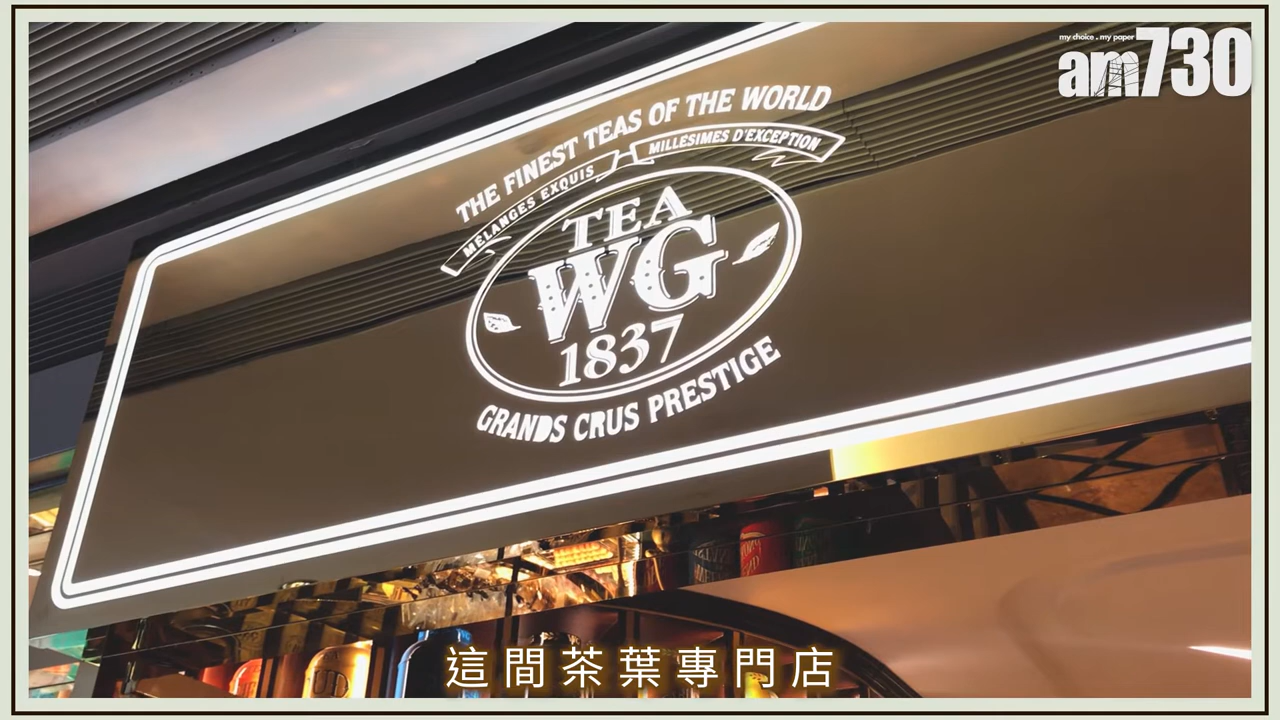 my choice . my paper
am730
THE FINEST TEAS OF THE WORLD
MÉLANGES EXQUIS
MILLESIMES D'EXCEPTION
TEA
WG
1837
GRANDS CRUS PRESTIGE
這間茶葉專門店